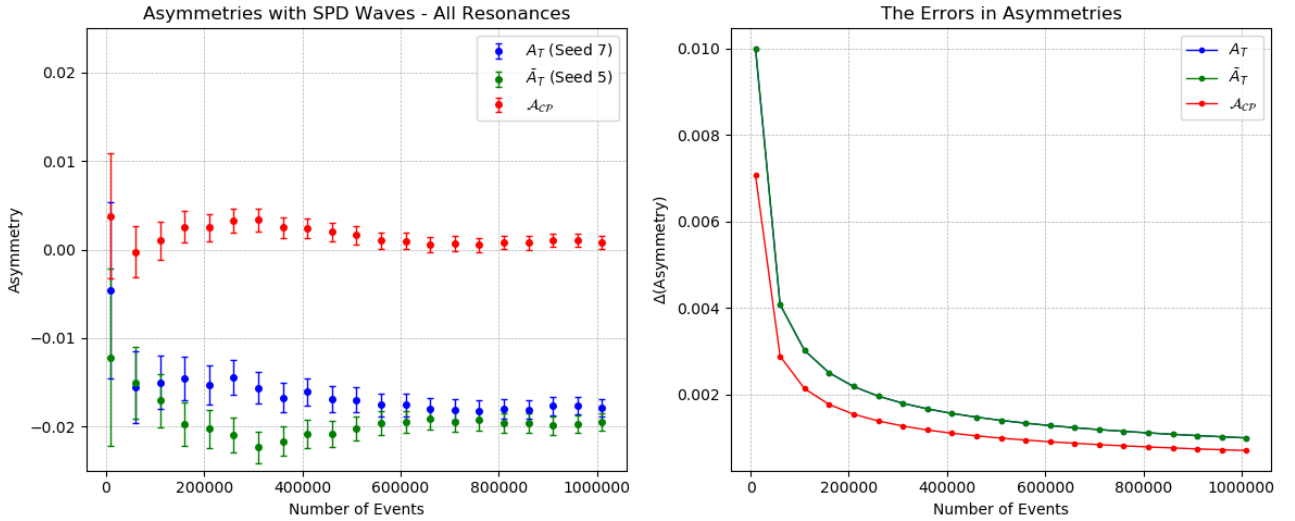 Asymmetries with SPD Waves - All Resonances
A_T (Seed 7)
Ā_T (Seed 5)
𝒜_𝒞𝒫
0.02
0.01
0.00
−0.01
−0.02
Asymmetry
0
200000
400000
600000
800000
1000000
Number of Events
The Errors in Asymmetries
A_T
Ā_T
𝒜_𝒞𝒫
0.010
0.008
0.006
0.004
0.002
Δ(Asymmetry)
0
200000
400000
600000
800000
1000000
Number of Events